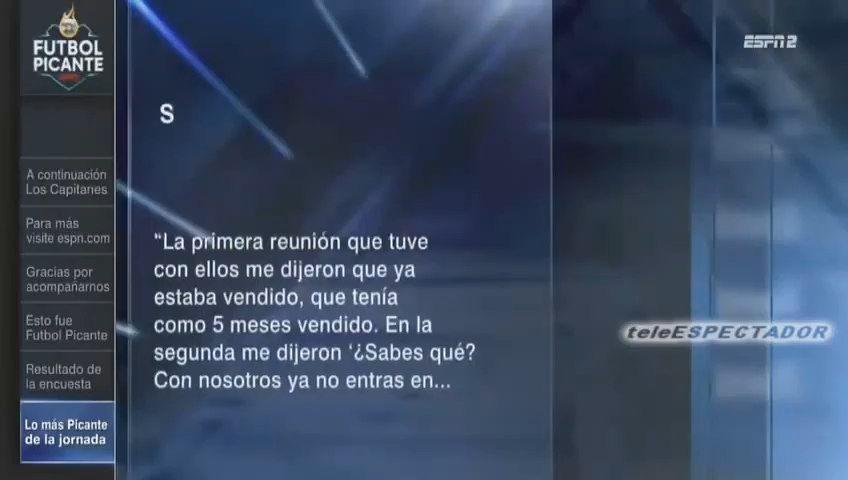 FUTBOL
PICANTE
ESPN 2
S
A continuación
Los Capitanes
Para más
visite espn.com
Gracias por
acompañarnos
Esto fue
Futbol Picante
Resultado de
la encuesta
Lo más Picante
de la jornada
“La primera reunión que tuve
con ellos me dijeron que ya
estaba vendido, que tenía
como 5 meses vendido. En la
segunda me dijeron ‘¿Sabes qué?
Con nosotros ya no entras en...
teleESPECTADOR